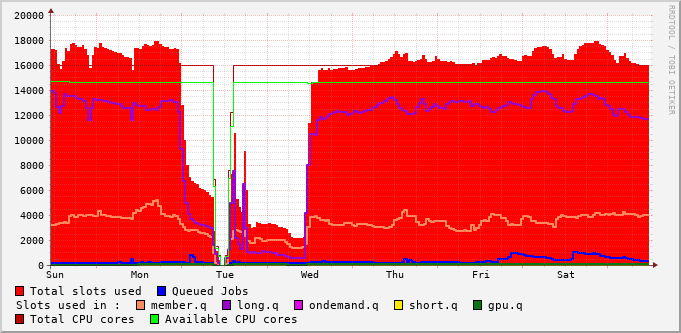 20000
18000
16000
14000
12000
10000
8000
6000
4000
2000
0
Sun Mon Tue Wed Thu Fri Sat
RRDTOOL / TOBI OETIKER
Total slots used Queued Jobs
Slots used in : member.q long.q ondemand.q short.q gpu.q
Total CPU cores Available CPU cores